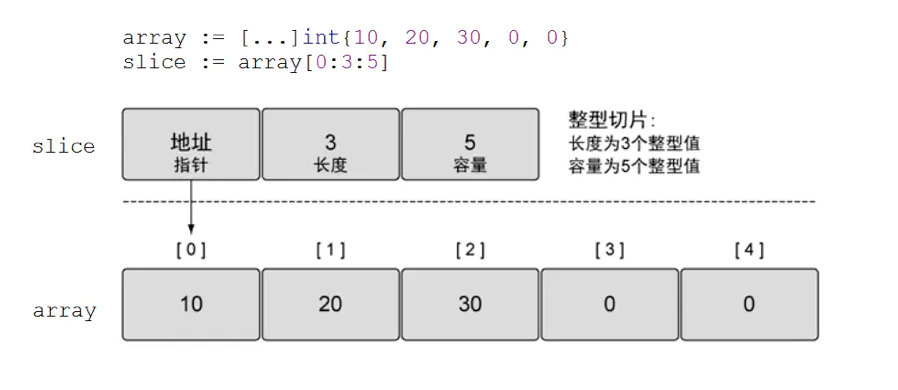 array := [...]int{10, 20, 30, 0, 0}
slice := array[0:3:5]
slice
地址
指针
3
长度
5
容量
整型切片:
长度为3个整型值
容量为5个整型值
[0] [1] [2] [3] [4]
array 10 20 30 0 0